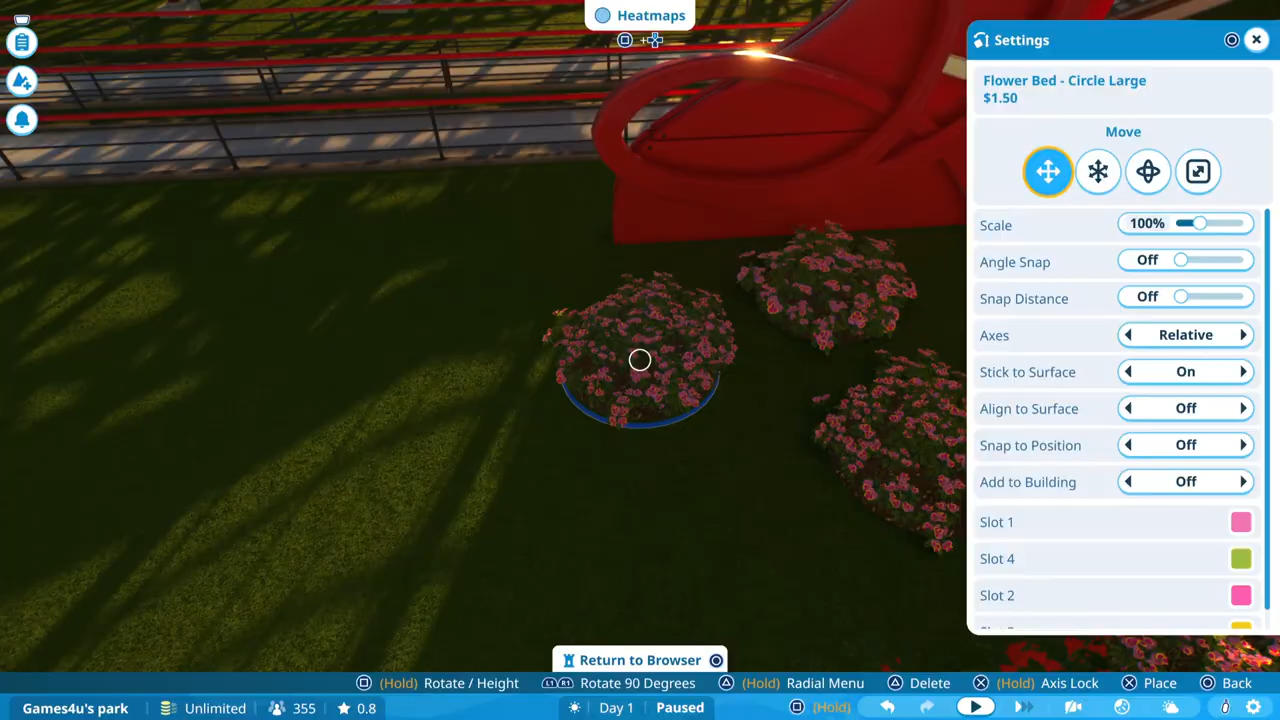 Heatmaps
Settings
Flower Bed - Circle Large
$1.50
Move
Scale 100%
Angle Snap Off
Snap Distance Off
Axes Relative
Stick to Surface On
Align to Surface Off
Snap to Position Off
Add to Building Off
Slot 1
Slot 4
Slot 2
Return to Browser
(Hold) Rotate / Height L1 R1 Rotate 90 Degrees (Hold) Radial Menu Delete (Hold) Axis Lock Place Back
Games4u's park Unlimited 355 0.8 Day 1 Paused (Hold)